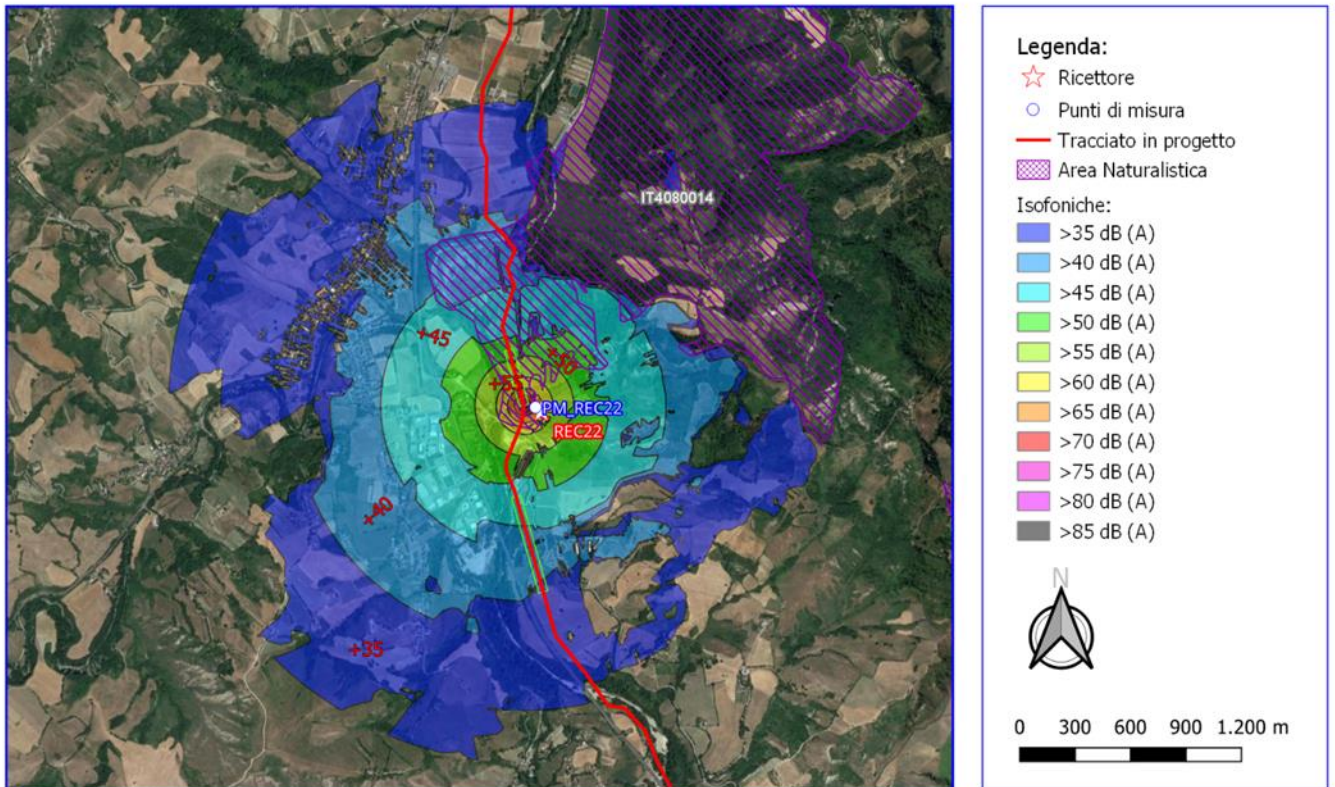 IT4080014
+45
+50
+55
PM_REC22
REC22
+40
+35
Legenda:
Ricettore
Punti di misura
Tracciato in progetto
Area Naturalistica
Isofoniche:
>35 dB (A)
>40 dB (A)
>45 dB (A)
>50 dB (A)
>55 dB (A)
>60 dB (A)
>65 dB (A)
>70 dB (A)
>75 dB (A)
>80 dB (A)
>85 dB (A)
N
0 300 600 900 1.200 m